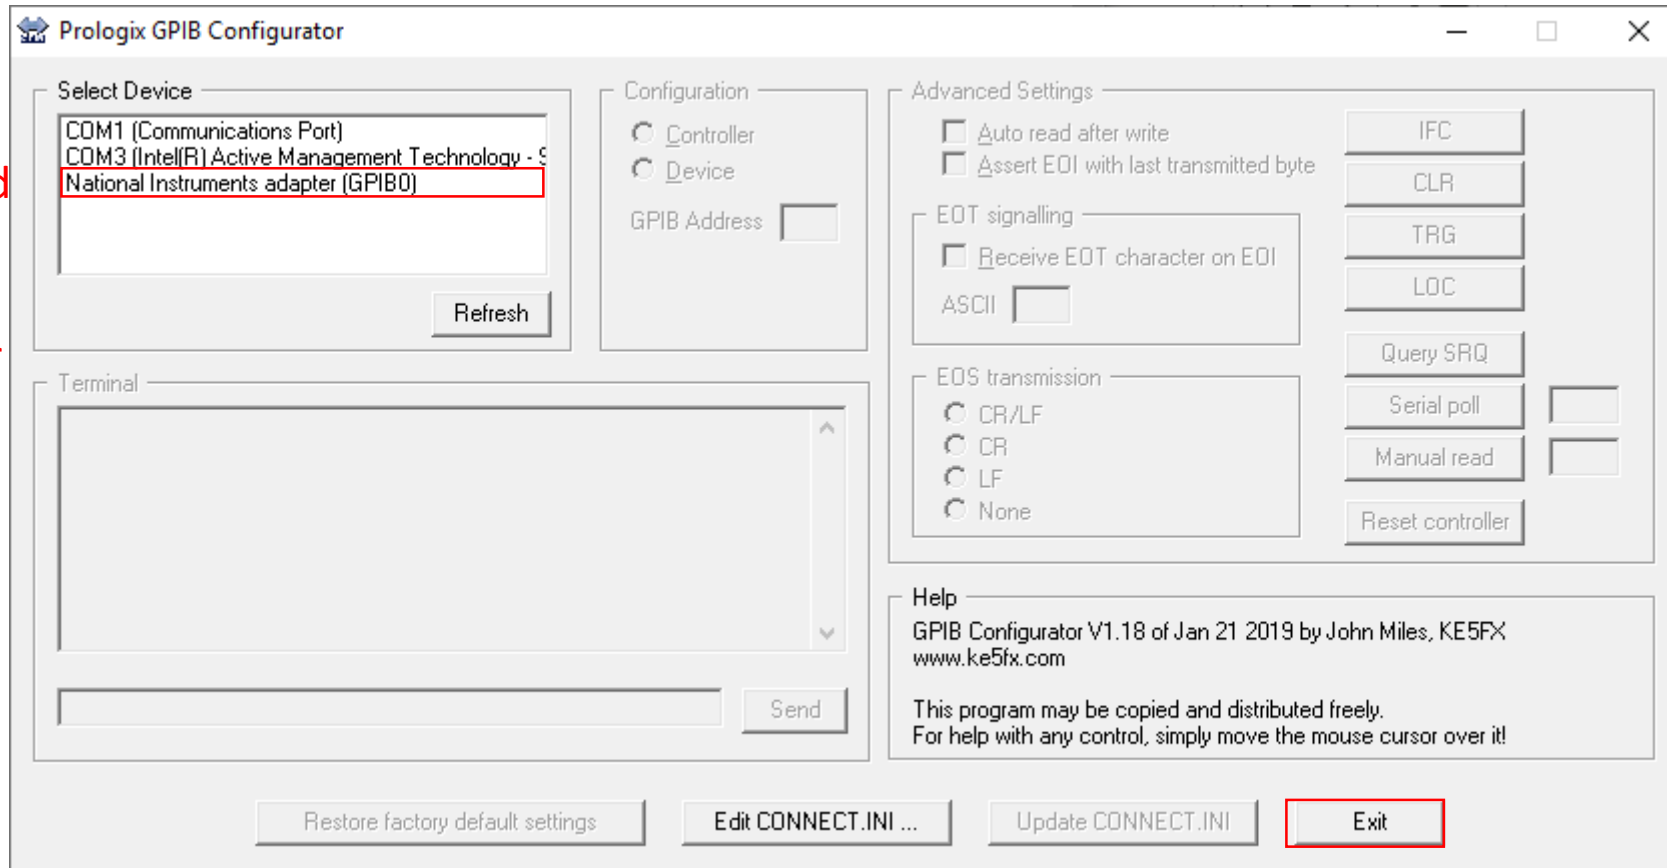 Prologix GPIB Configurator
Select Device
COM1 (Communications Port)
COM3 (Intel(R) Active Management Technology - S
National Instruments adapter (GPIB0)
Refresh
Configuration
Controller
Device
GPIB Address
Advanced Settings
Auto read after write
Assert EOI with last transmitted byte
EOT signalling
Receive EOT character on EOI
ASCII
EOS transmission
CR/LF
CR
LF
None
IFC
CLR
TRG
LOC
Query SRQ
Serial poll
Manual read
Reset controller
Terminal
Send
Help
GPIB Configurator V1.18 of Jan 21 2019 by John Miles, KE5FX
www.ke5fx.com
This program may be copied and distributed freely.
For help with any control, simply move the mouse cursor over it!
Restore factory default settings
Edit CONNECT.INI ...
Update CONNECT.INI
Exit